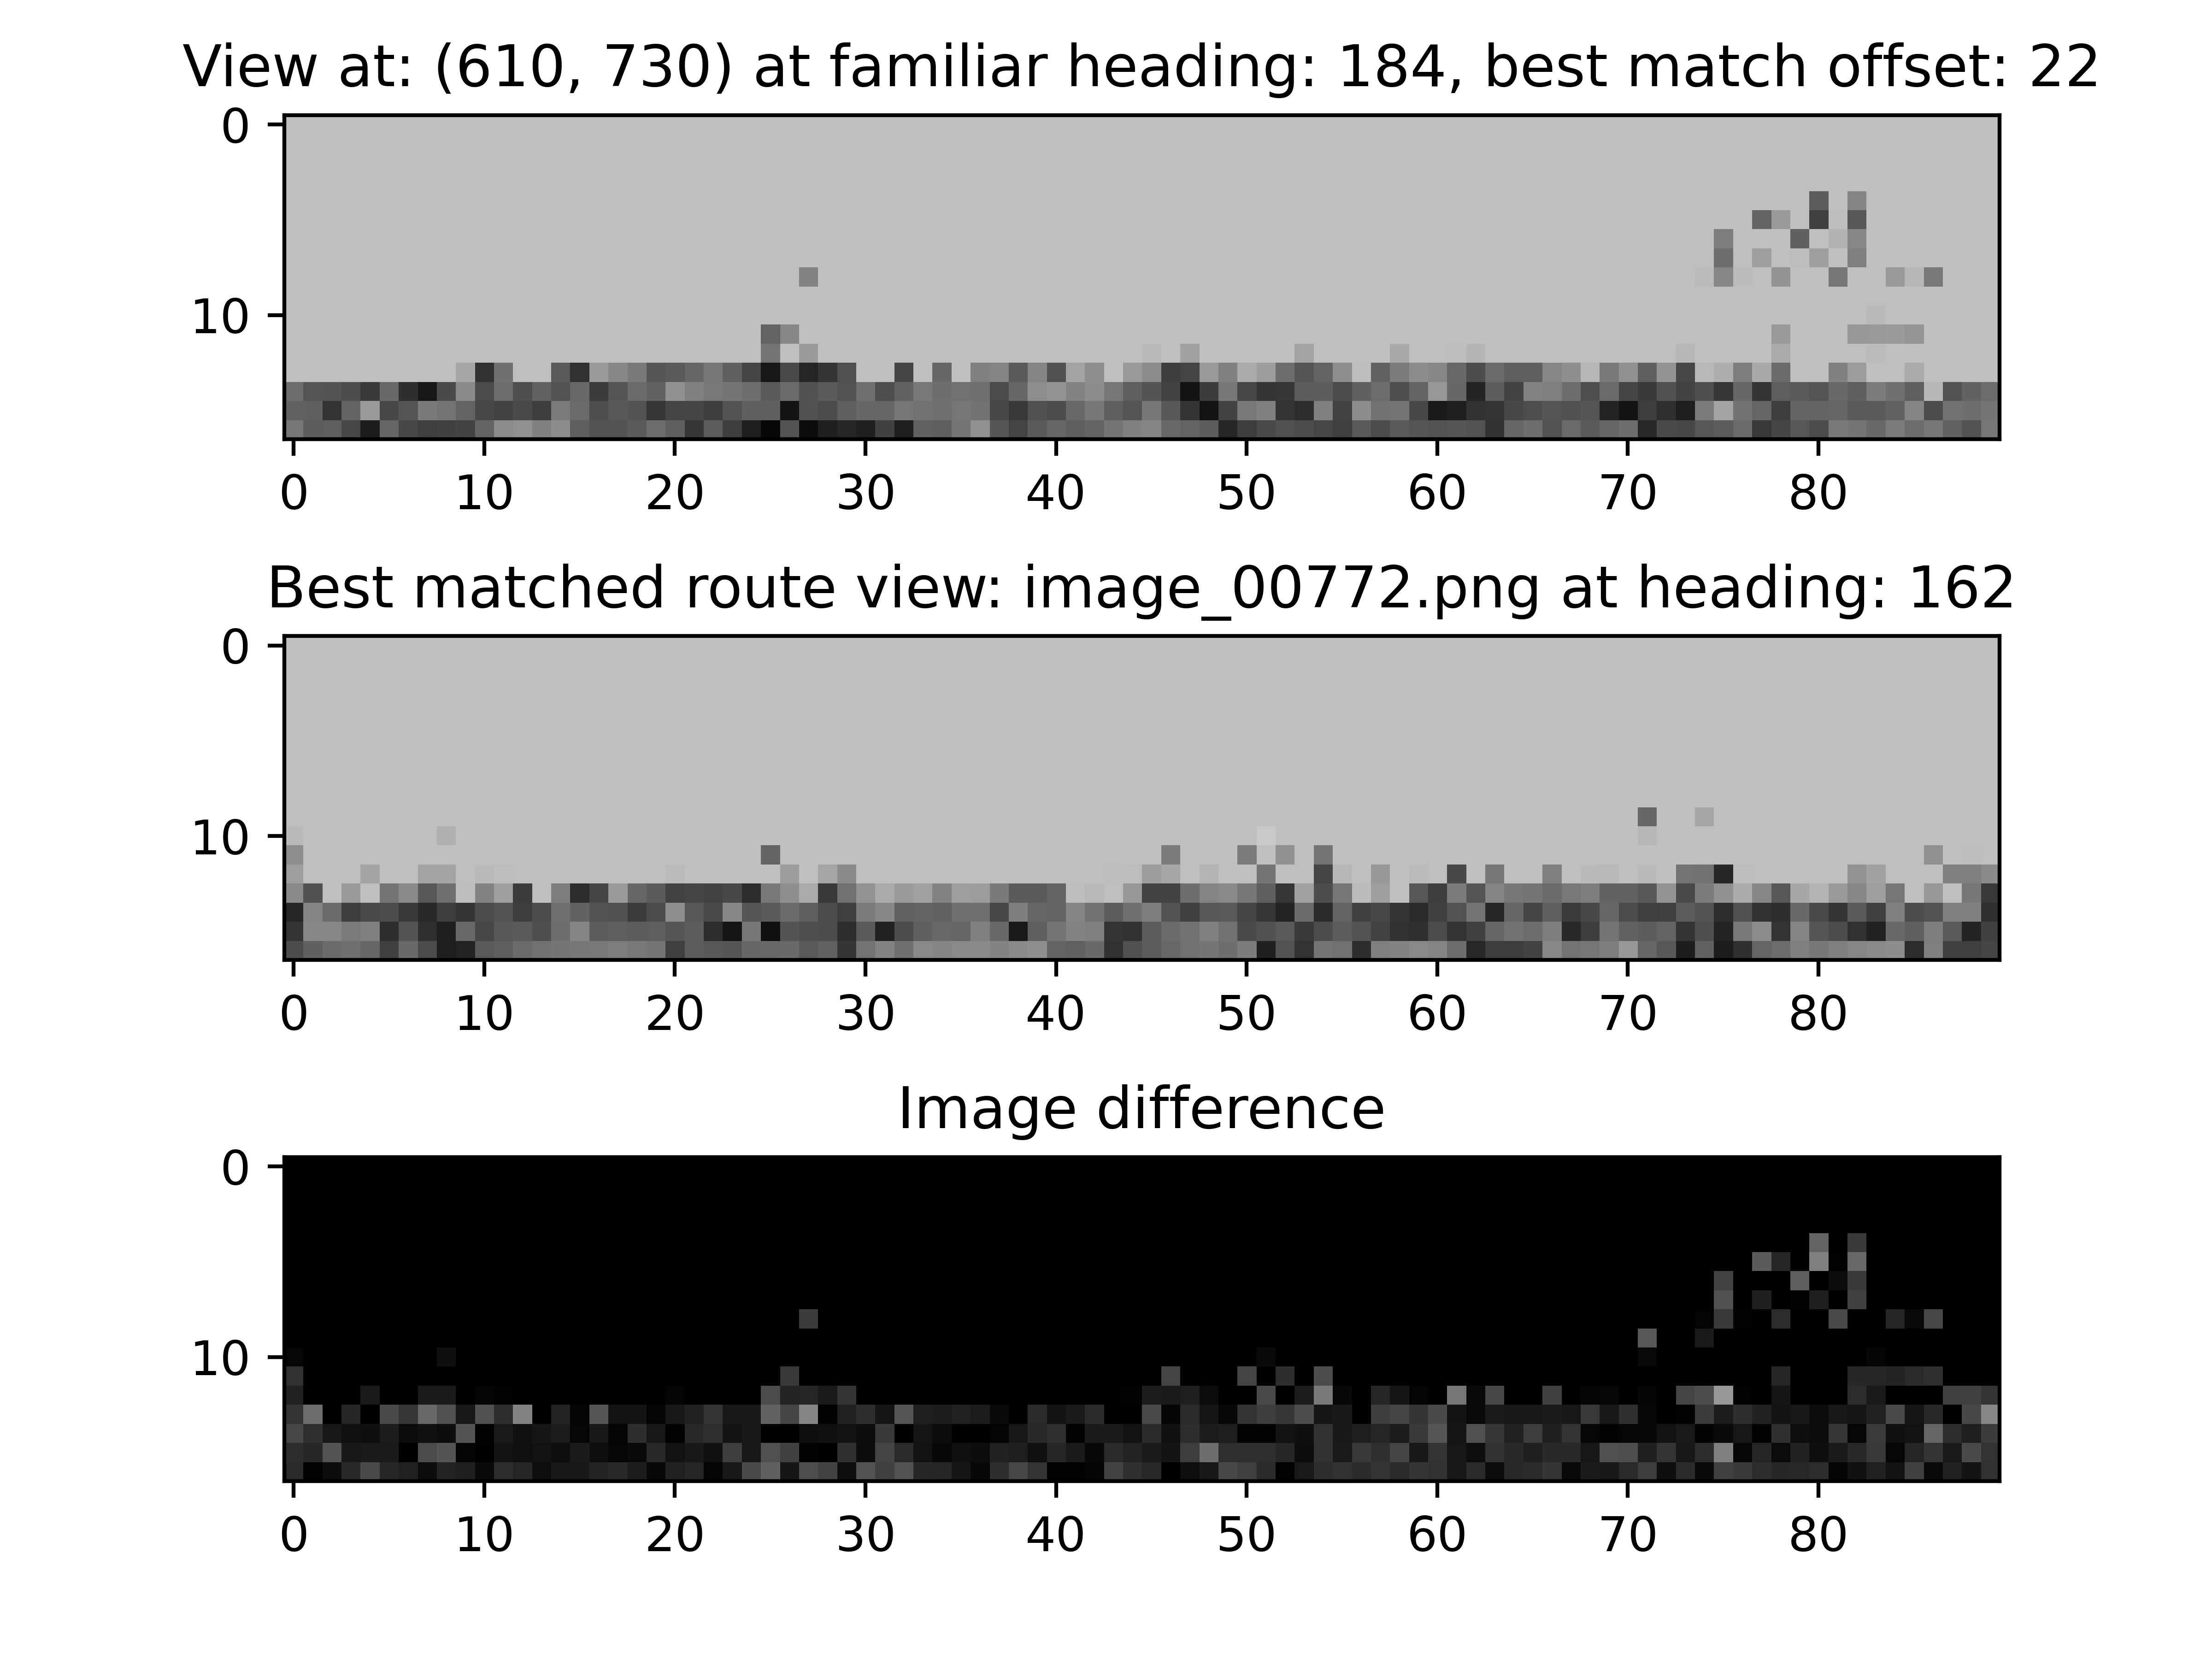 View at: (610, 730) at familiar heading: 184, best match offset: 22
0
10
0 10 20 30 40 50 60 70 80
Best matched route view: image_00772.png at heading: 162
0
10
0 10 20 30 40 50 60 70 80
Image difference
0
10
0 10 20 30 40 50 60 70 80